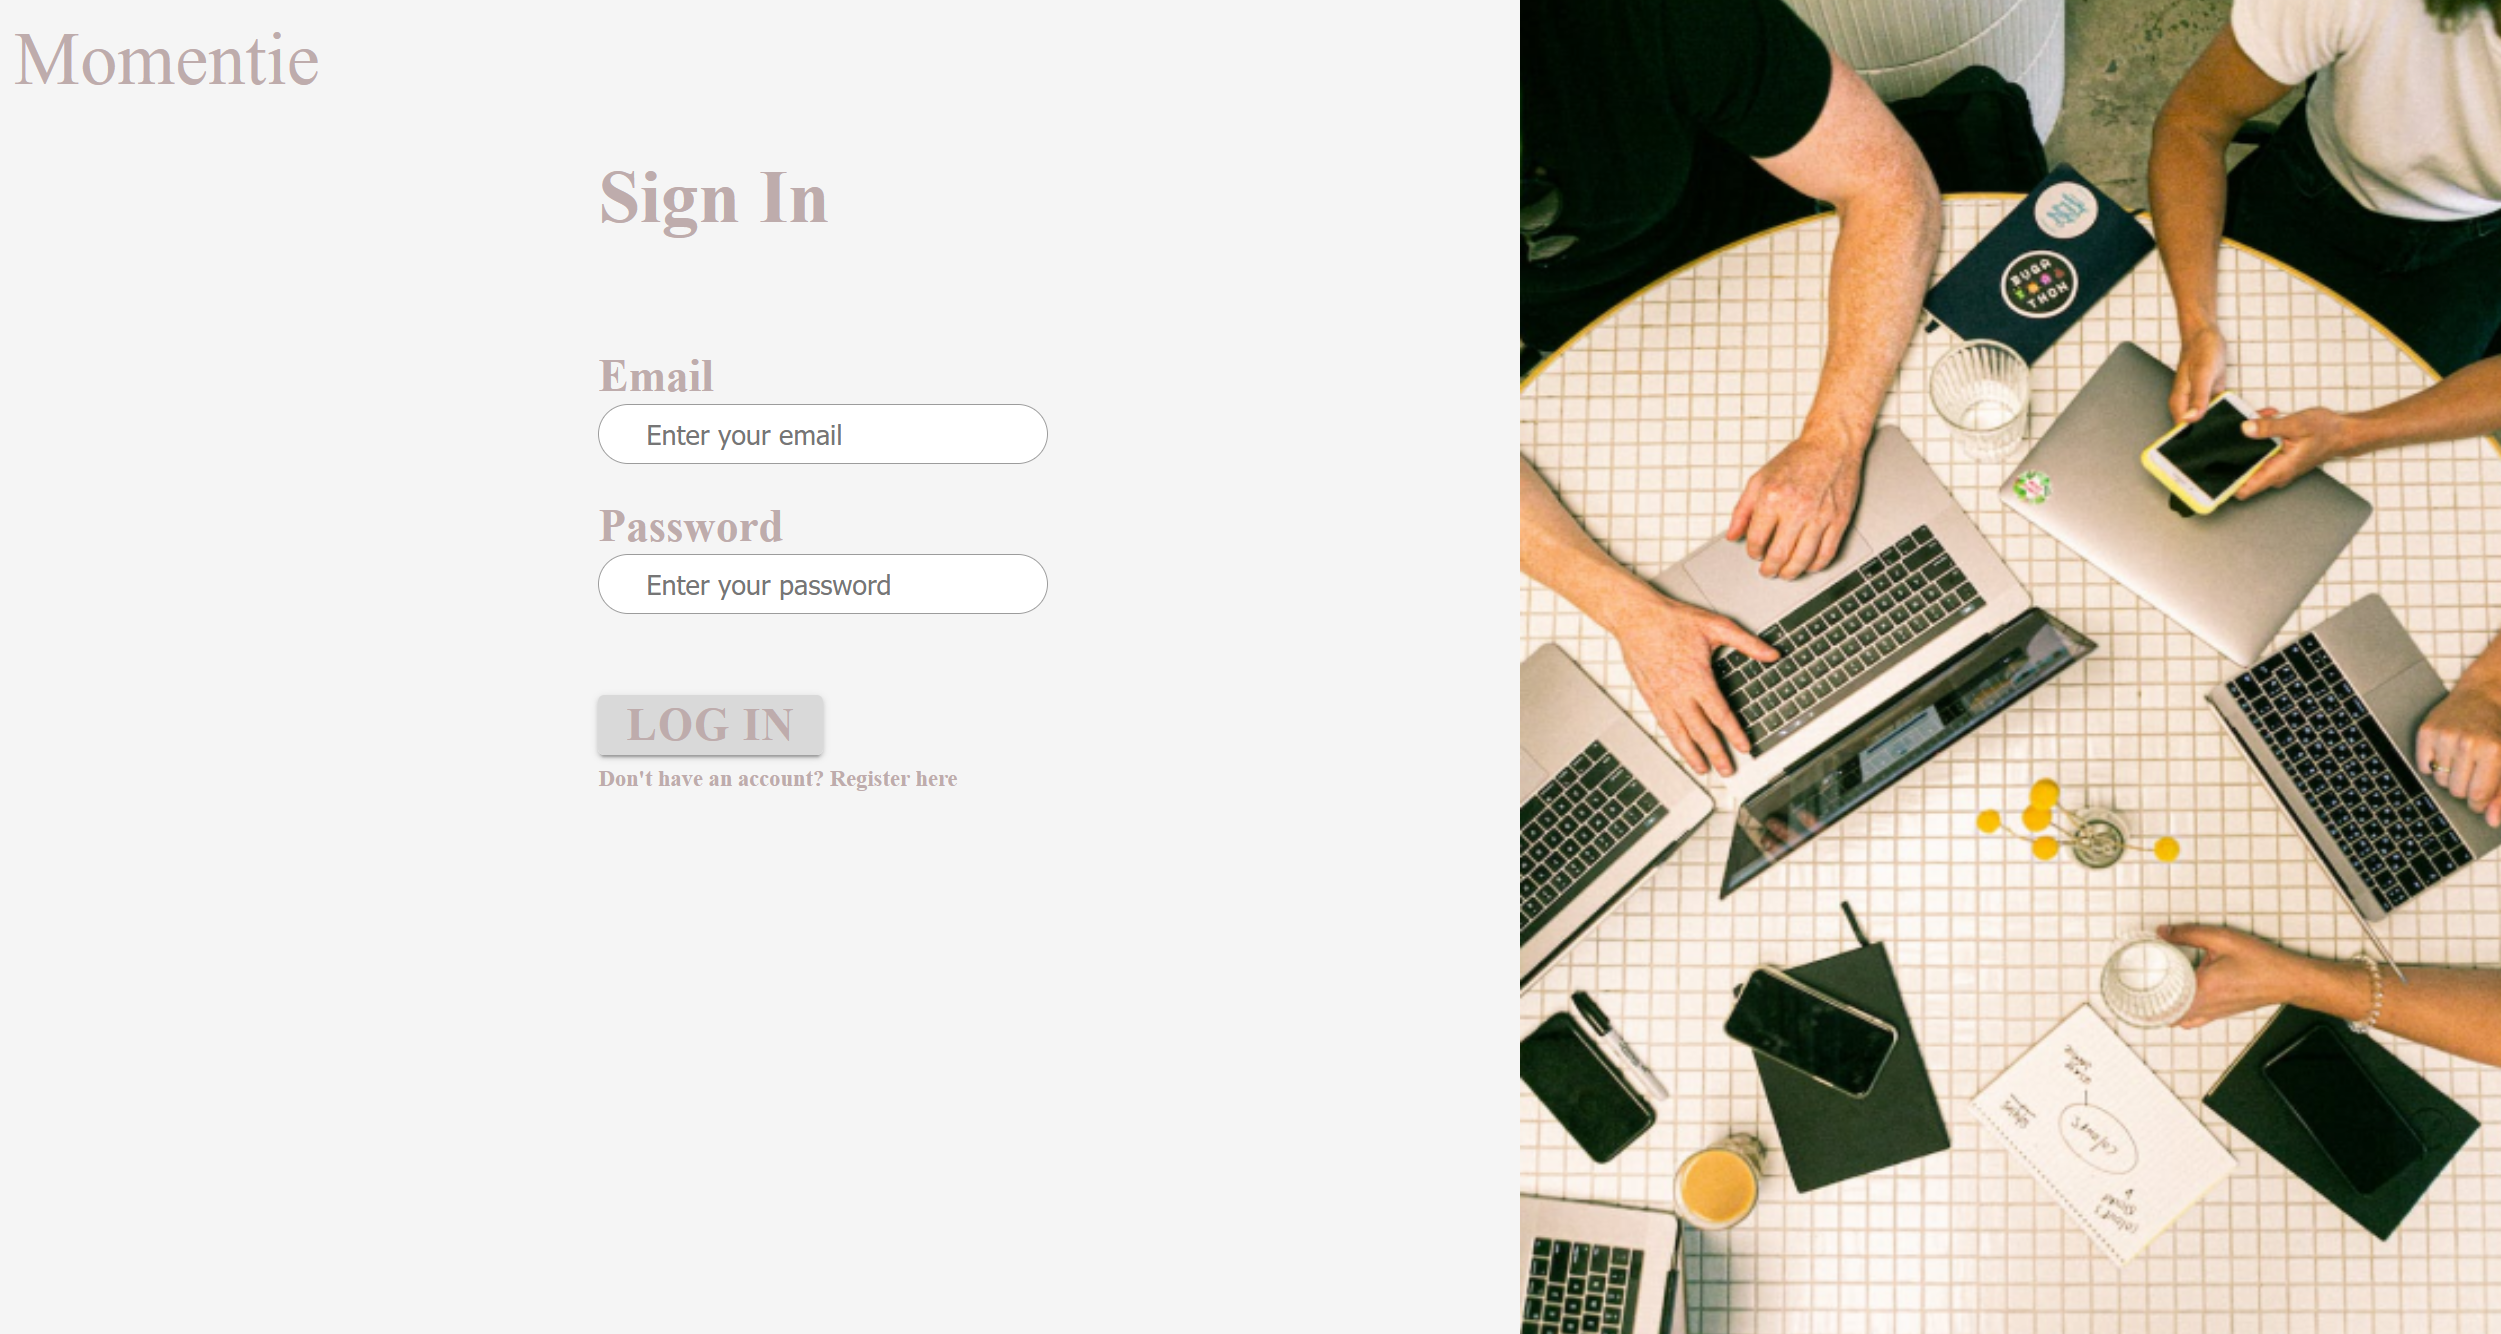 Momentie
Sign In
Email
Enter your email
Password
Enter your password
LOG IN
Don't have an account? Register here
BUGA
THON
colours